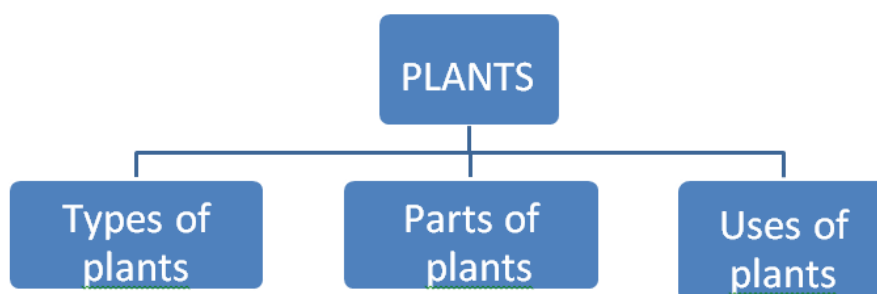 PLANTS
Types of
plants
Parts of
plants
Uses of
plants